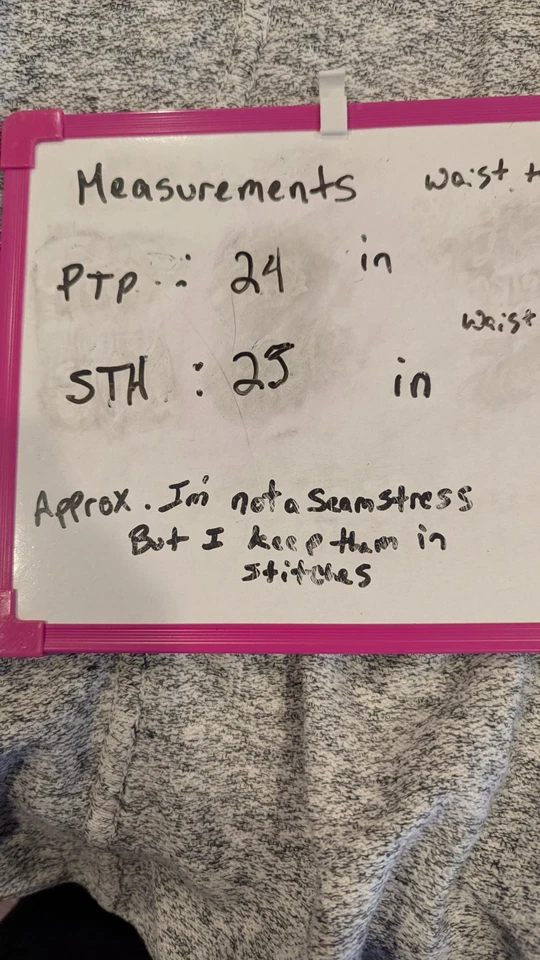 Measurements
Waist
PTP : 24 in
Waist
STH : 25 in
Approx. I'm not a Seamstress
But I keep them in
stitches